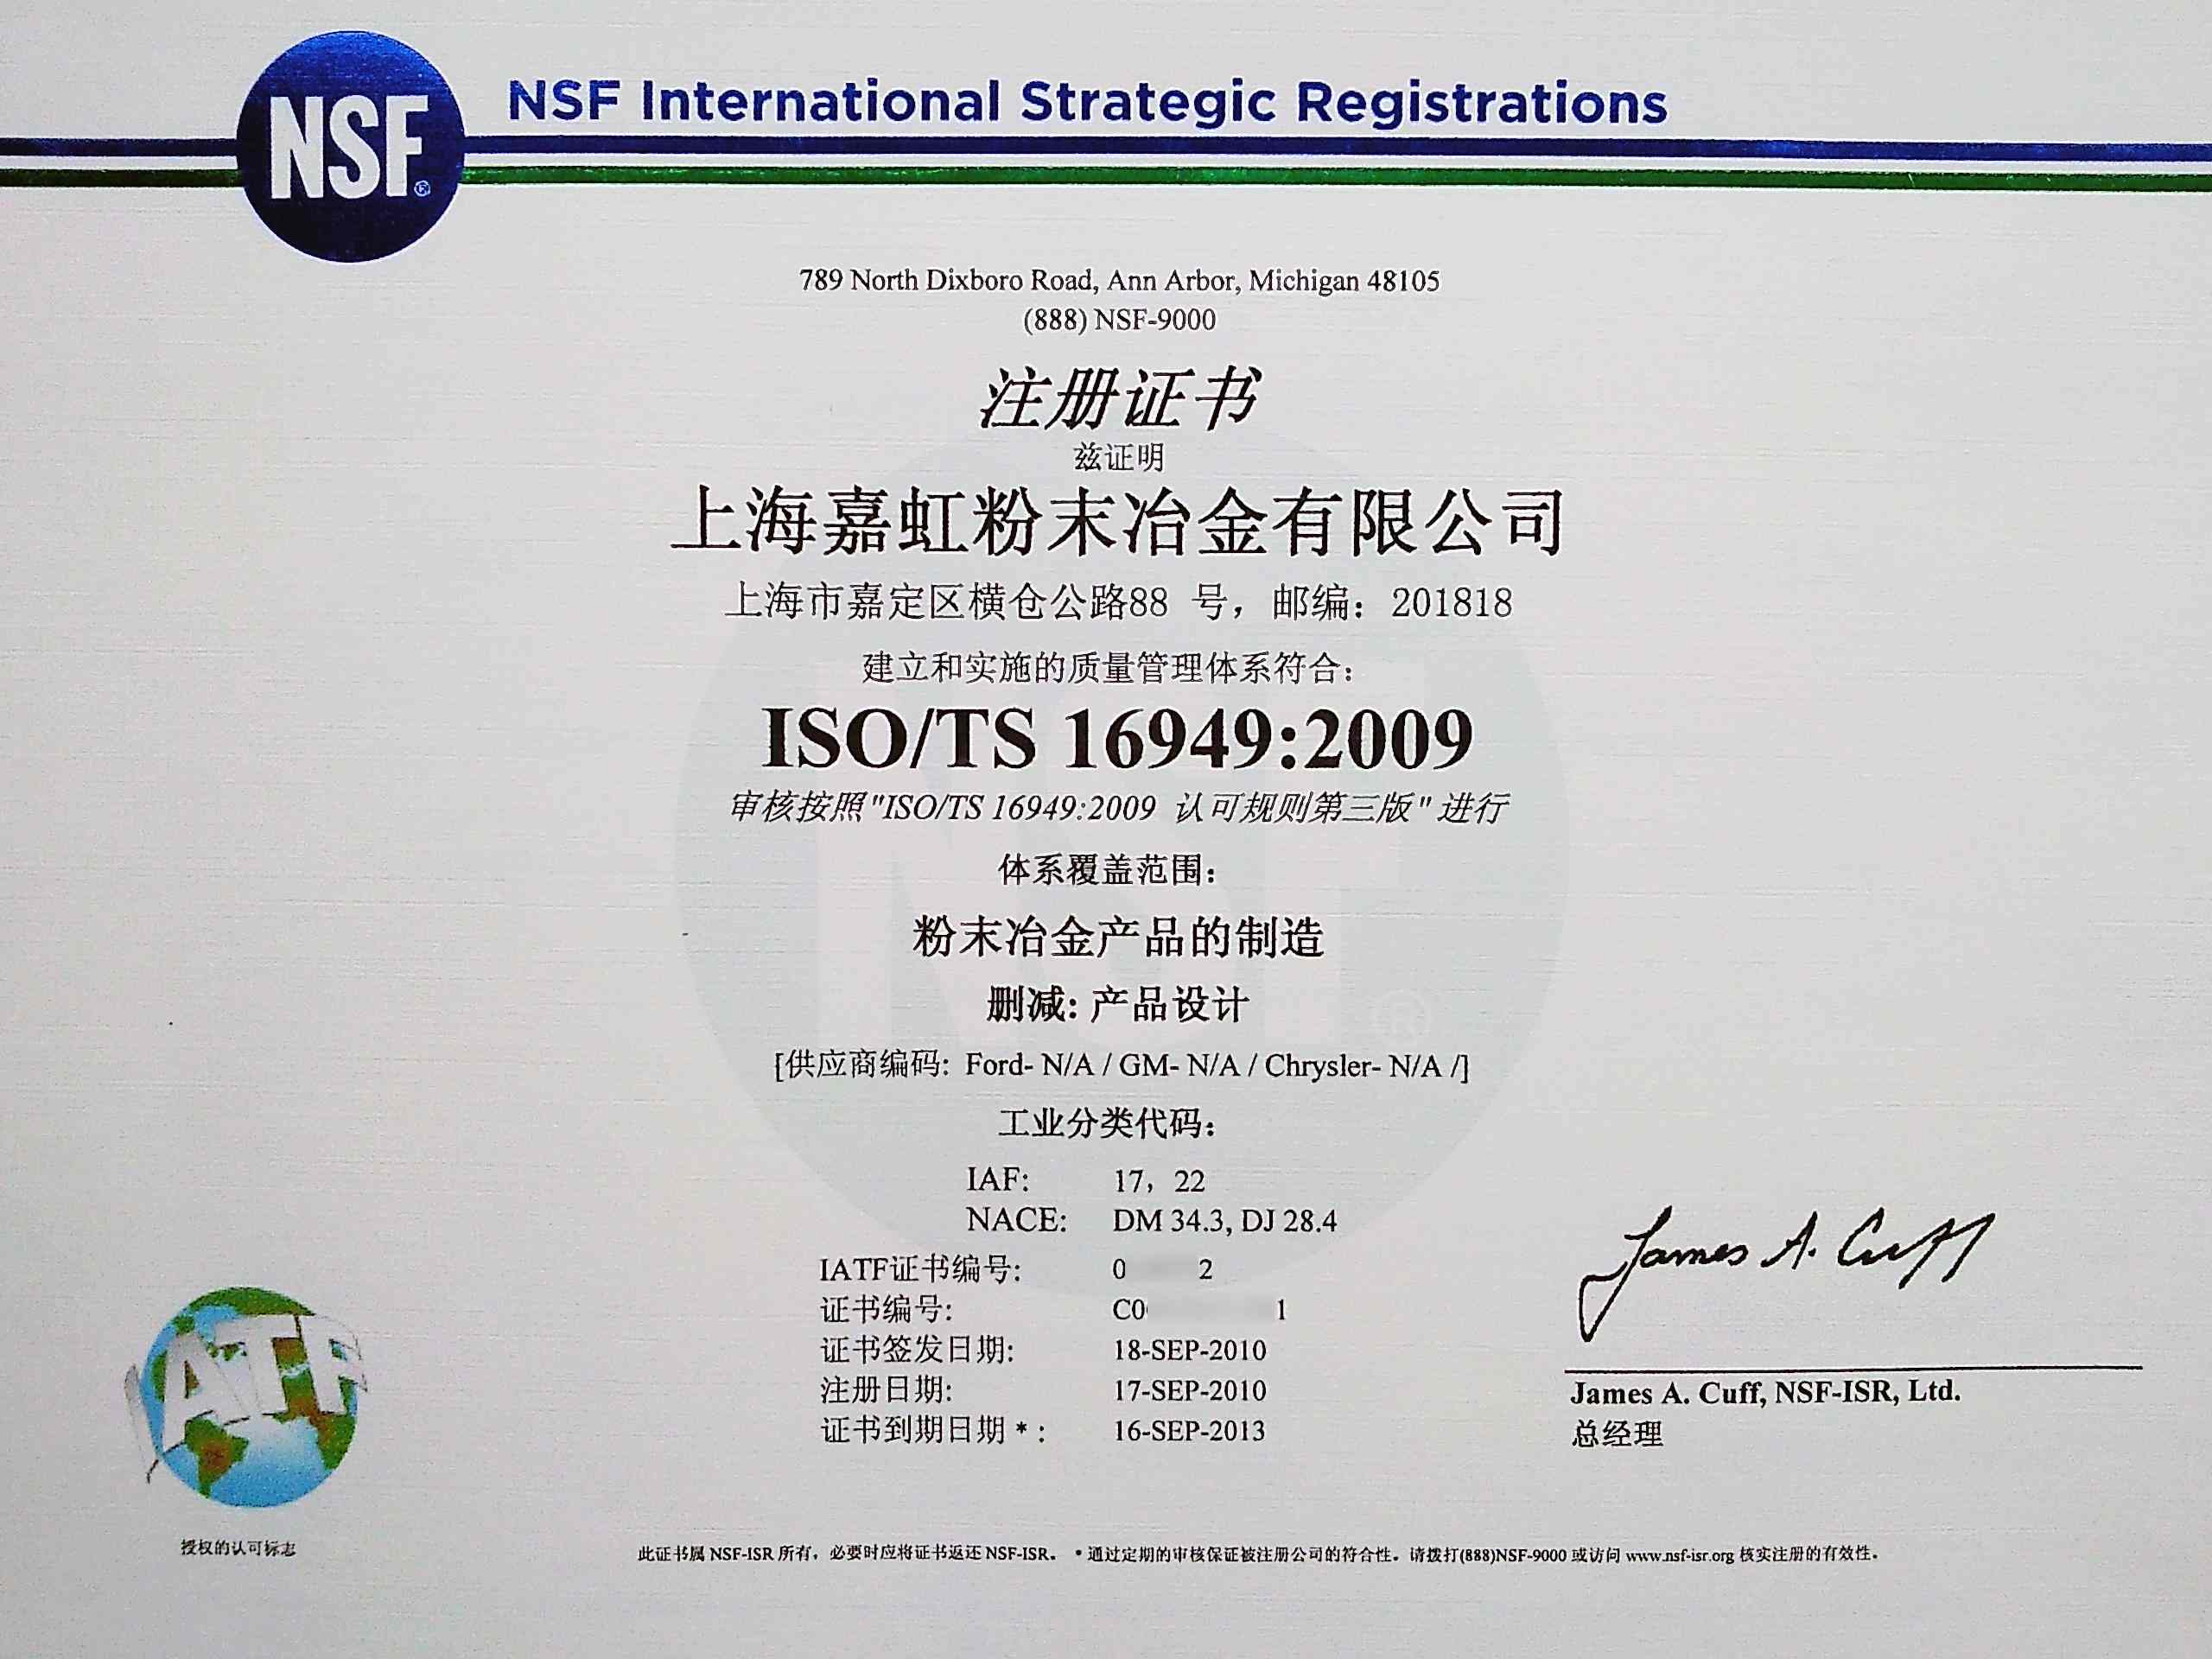 NSF®
NSF International Strategic Registrations
789 North Dixboro Road, Ann Arbor, Michigan 48105
(888) NSF-9000
注册证书
兹证明
上海嘉虹粉末冶金有限公司
上海市嘉定区横仓公路88 号，邮编：201818
建立和实施的质量管理体系符合：
ISO/TS 16949:2009
审核按照"ISO/TS 16949:2009 认可规则第三版"进行
体系覆盖范围：
粉末冶金产品的制造
删减: 产品设计
[供应商编码: Ford- N/A / GM- N/A / Chrysler- N/A /]
工业分类代码：
IAF: 17，22
NACE: DM 34.3, DJ 28.4
IATF证书编号: 0 2
证书编号: C0 1
证书签发日期: 18-SEP-2010
注册日期: 17-SEP-2010
证书到期日期 * : 16-SEP-2013
James A. Cuff
James A. Cuff, NSF-ISR, Ltd.
总经理
IATF
授权的认可标志
此证书属 NSF-ISR 所有，必要时应将证书返还 NSF-ISR。 * 通过定期的审核保证被注册公司的符合性。请拨打(888)NSF-9000 或访问 www.nsf-isr.org 核实注册的有效性。